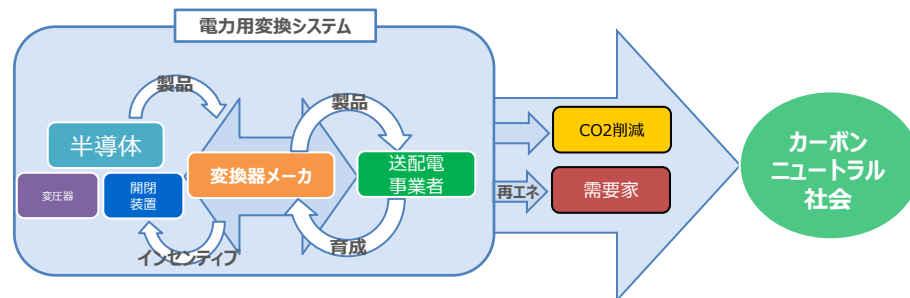 電力用変換システム
製品
製品
半導体
変圧器
開閉
装置
変換器メーカ
送配電
事業者
インセンティブ
育成
再エネ
CO2削減
需要家
カーボン
ニュートラル
社会